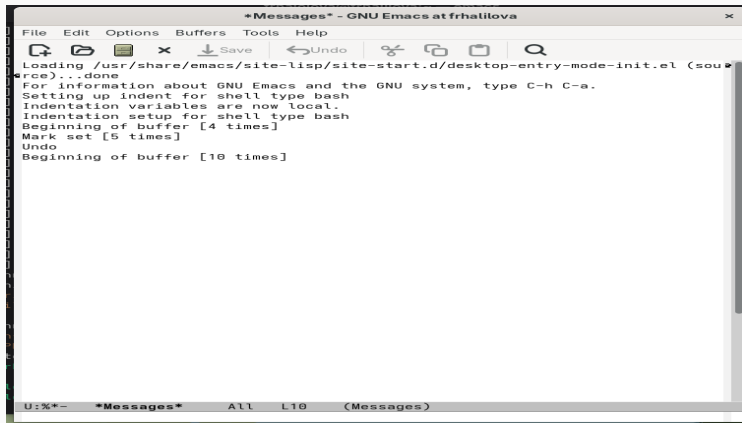 *Messages* - GNU Emacs at frhalilova
File Edit Options Buffers Tools Help
Save Undo
Loading /usr/share/emacs/site-lisp/site-start.d/desktop-entry-mode-init.el (sou
rce)...done
For information about GNU Emacs and the GNU system, type C-h C-a.
Setting up indent for shell type bash
Indentation variables are now local.
Indentation setup for shell type bash
Beginning of buffer [4 times]
Mark set [5 times]
Undo
Beginning of buffer [10 times]
U:%*- *Messages* All L10 (Messages)